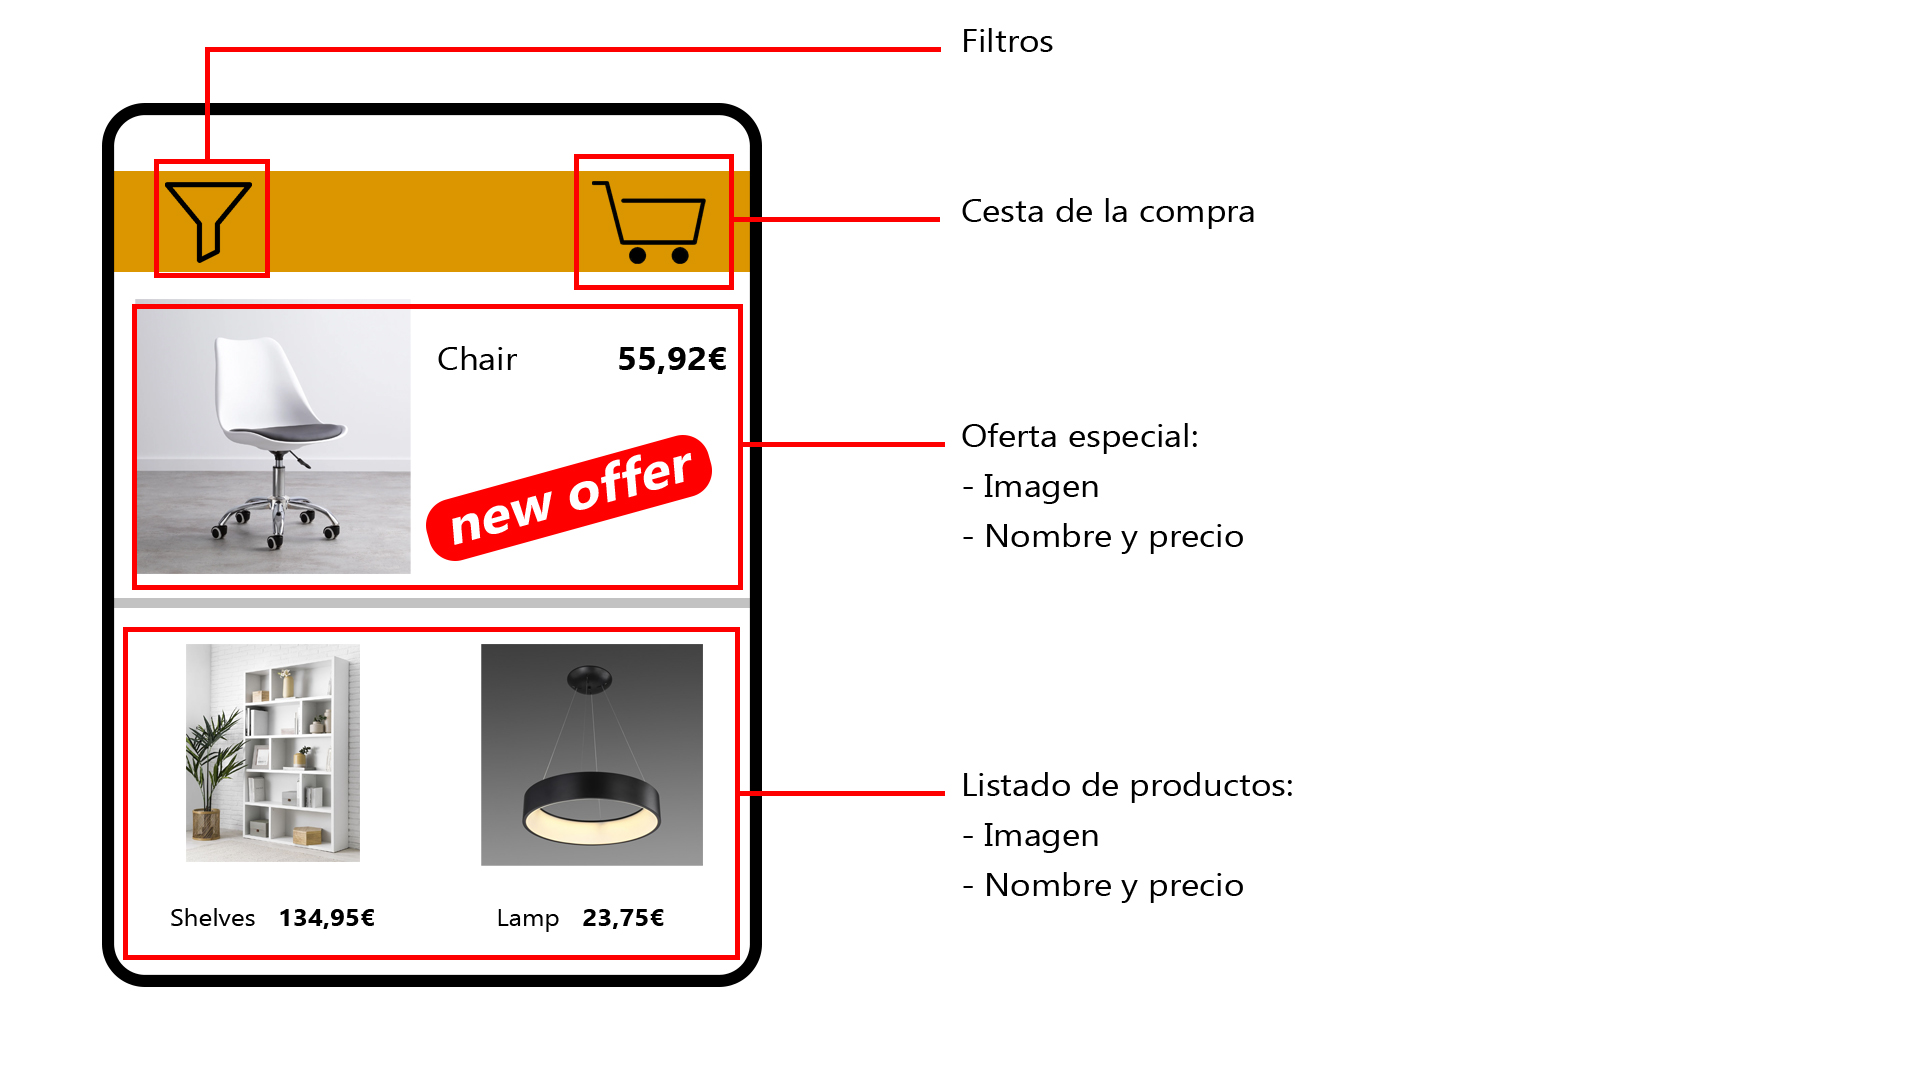 Filtros
Cesta de la compra
Chair 55,92€
new offer
Oferta especial:
- Imagen
- Nombre y precio
Listado de productos:
- Imagen
- Nombre y precio
Shelves 134,95€
Lamp 23,75€